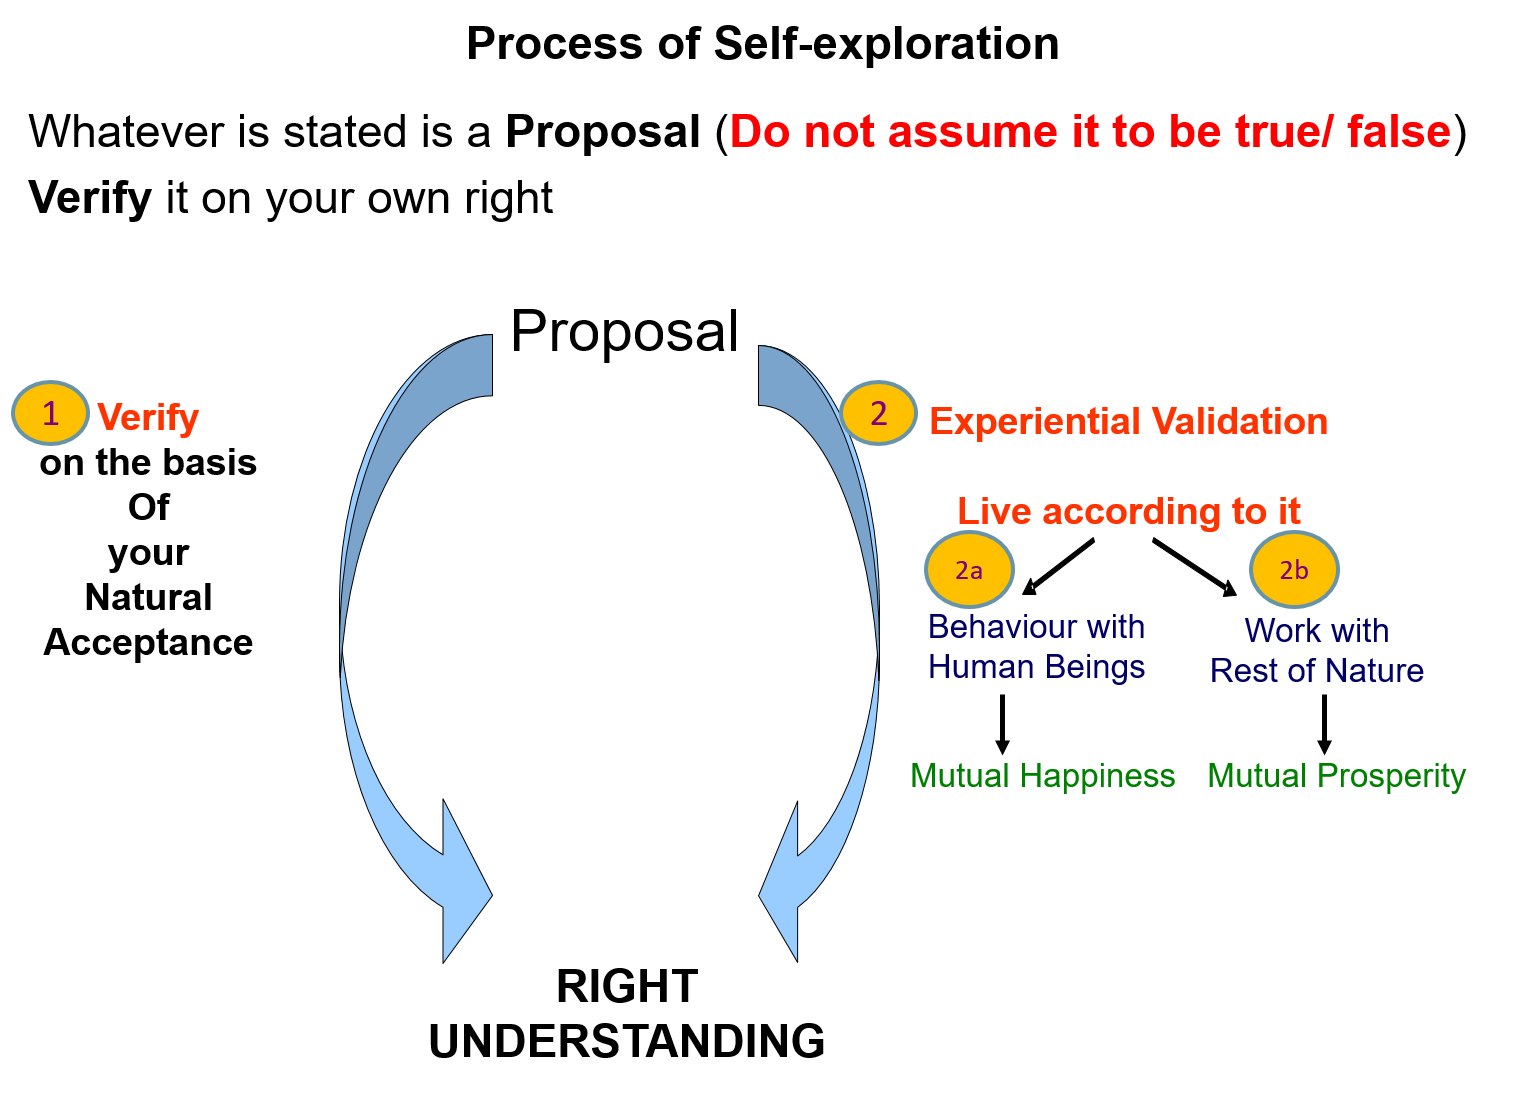 Process of Self-exploration
Whatever is stated is a Proposal (Do not assume it to be true/ false)
Verify it on your own right
Proposal
1
Verify
on the basis
Of
your
Natural
Acceptance
2
Experiential Validation
Live according to it
2a
2b
Behaviour with
Human Beings
Work with
Rest of Nature
Mutual Happiness
Mutual Prosperity
RIGHT
UNDERSTANDING